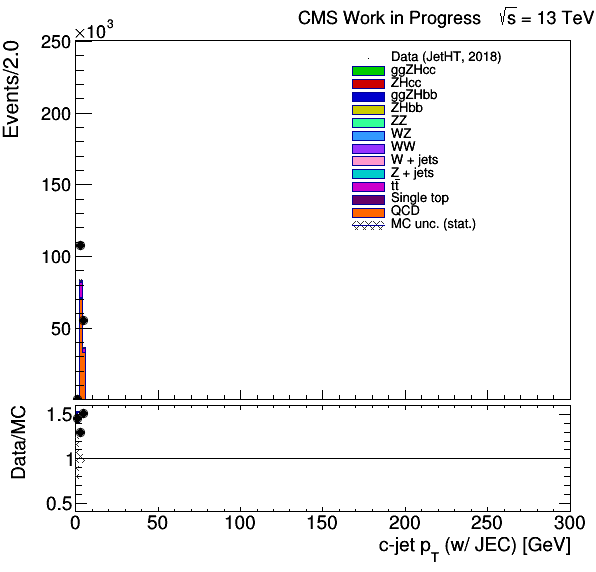 CMS Work in Progress √s = 13 TeV
×10³
Events/2.0
250
200
150
100
50
Data (JetHT, 2018)
ggZHcc
ZHcc
ggZHbb
ZHbb
ZZ
WZ
WW
W + jets
Z + jets
tt̄
Single top
QCD
MC unc. (stat.)
Data/MC
1.5
1
0.5
0 50 100 150 200 250 300
c-jet p_T (w/ JEC) [GeV]